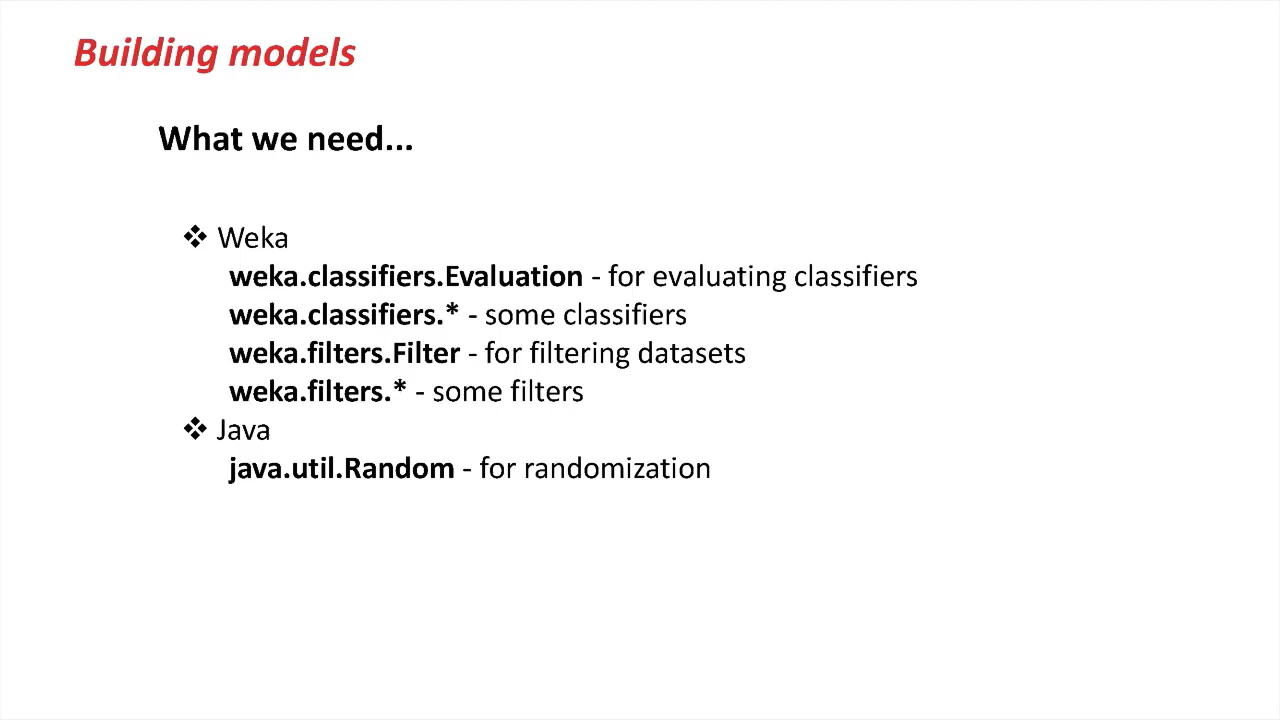 Building models
What we need...
❖ Weka
weka.classifiers.Evaluation - for evaluating classifiers
weka.classifiers.* - some classifiers
weka.filters.Filter - for filtering datasets
weka.filters.* - some filters
❖ Java
java.util.Random - for randomization